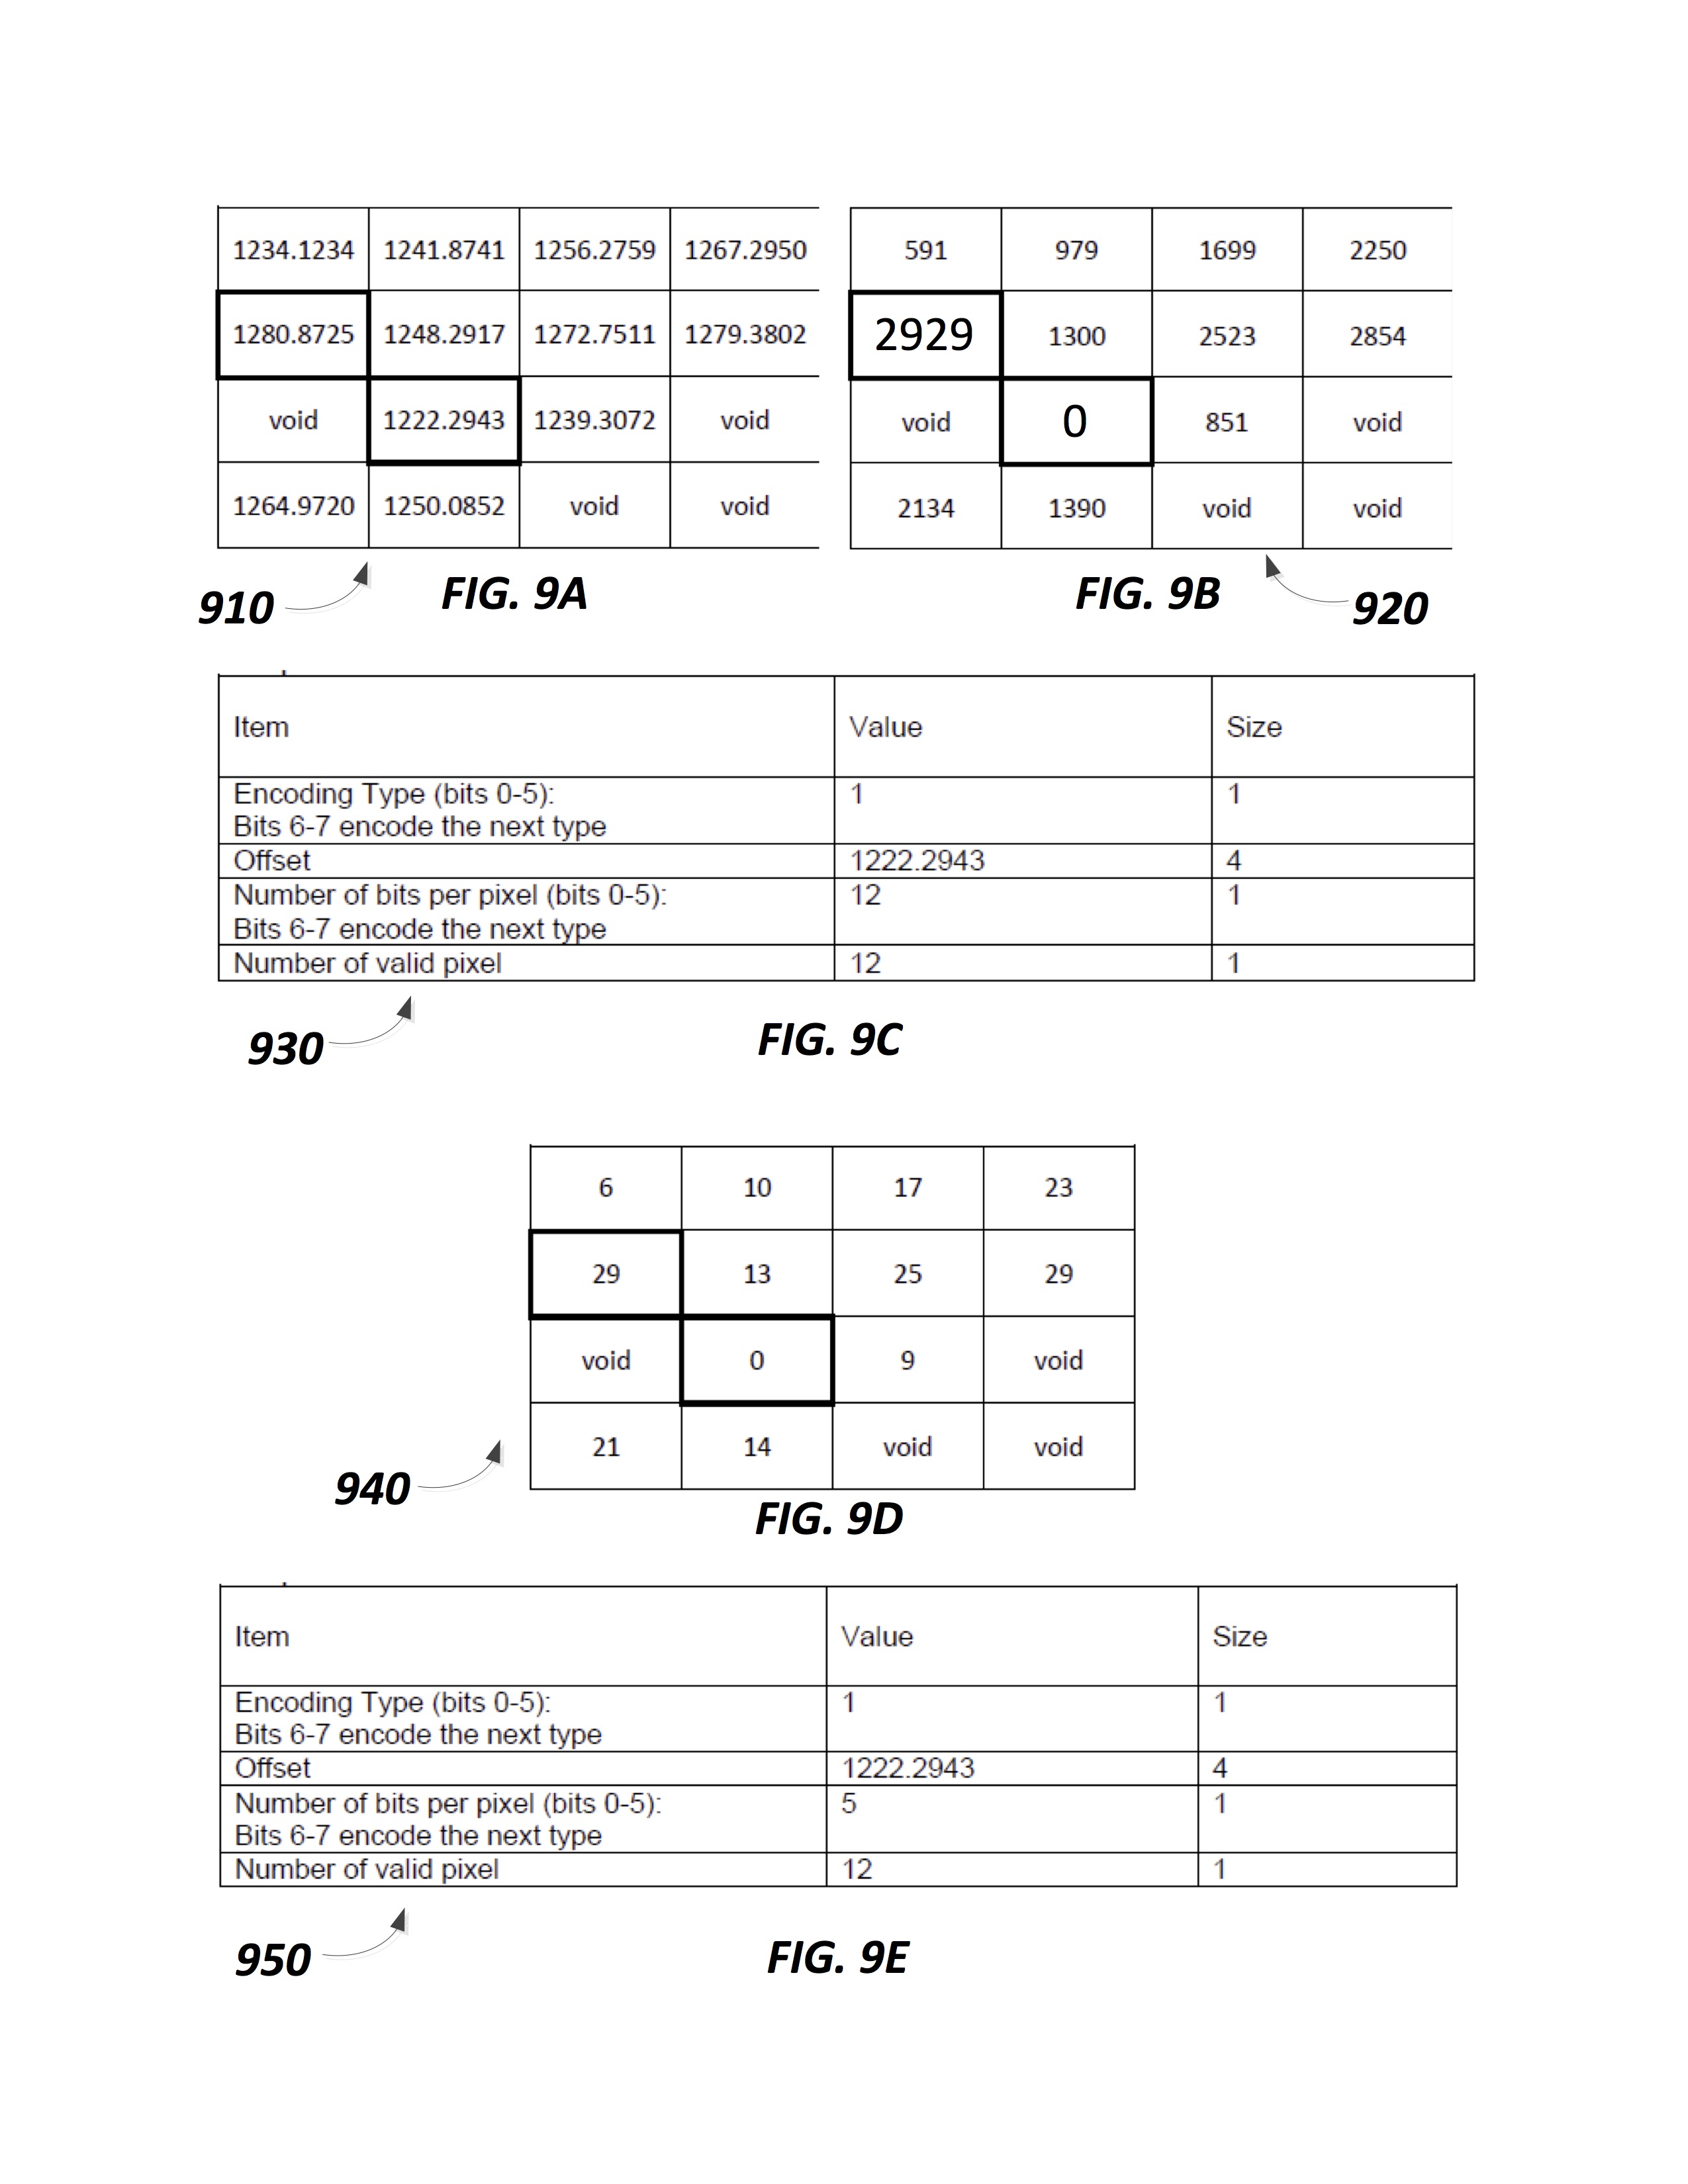 1234.1234 1241.8741 1256.2759 1267.2950
1280.8725 1248.2917 1272.7511 1279.3802
void 1222.2943 1239.3072 void
1264.9720 1250.0852 void void
910 FIG. 9A
591 979 1699 2250
2929 1300 2523 2854
void 0 851 void
2134 1390 void void
FIG. 9B 920
Item Value Size
Encoding Type (bits 0-5): 1 1
Bits 6-7 encode the next type
Offset 1222.2943 4
Number of bits per pixel (bits 0-5): 12 1
Bits 6-7 encode the next type
Number of valid pixel 12 1
930 FIG. 9C
6 10 17 23
29 13 25 29
void 0 9 void
21 14 void void
940 FIG. 9D
Item Value Size
Encoding Type (bits 0-5): 1 1
Bits 6-7 encode the next type
Offset 1222.2943 4
Number of bits per pixel (bits 0-5): 5 1
Bits 6-7 encode the next type
Number of valid pixel 12 1
950 FIG. 9E